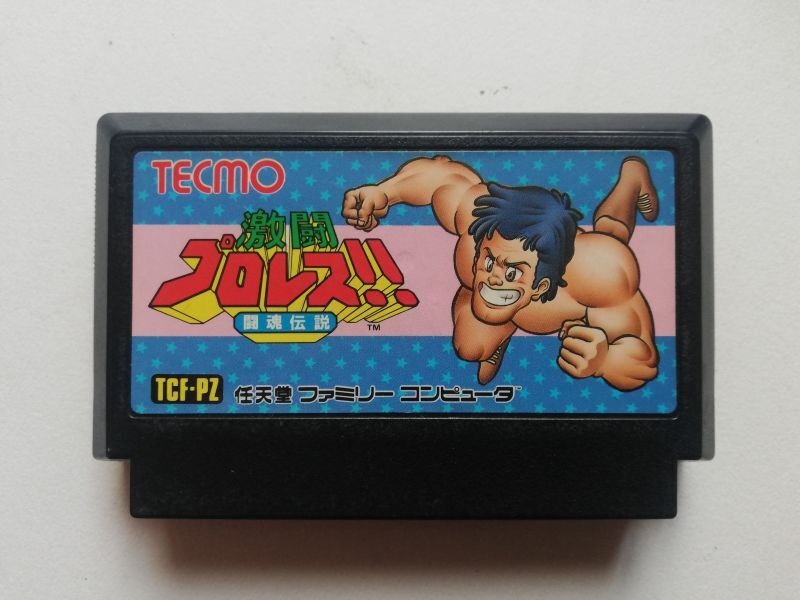 TECMO
激闘
プロレス!!
闘魂伝説
TM
TCF-PZ
任天堂 ファミリー コンピュータ TM